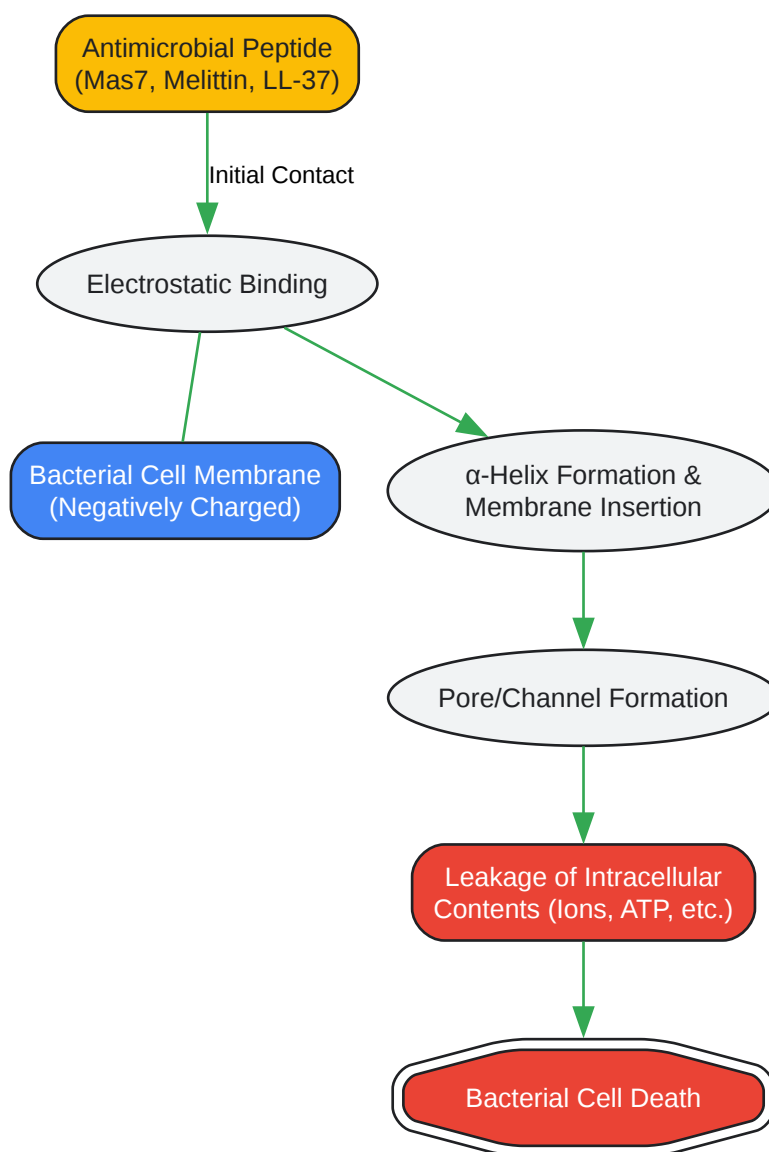 Antimicrobial Peptide
(Mas7, Melittin, LL-37)
Initial Contact
Electrostatic Binding
Bacterial Cell Membrane
(Negatively Charged)
α-Helix Formation &
Membrane Insertion
Pore/Channel Formation
Leakage of Intracellular
Contents (Ions, ATP, etc.)
Bacterial Cell Death